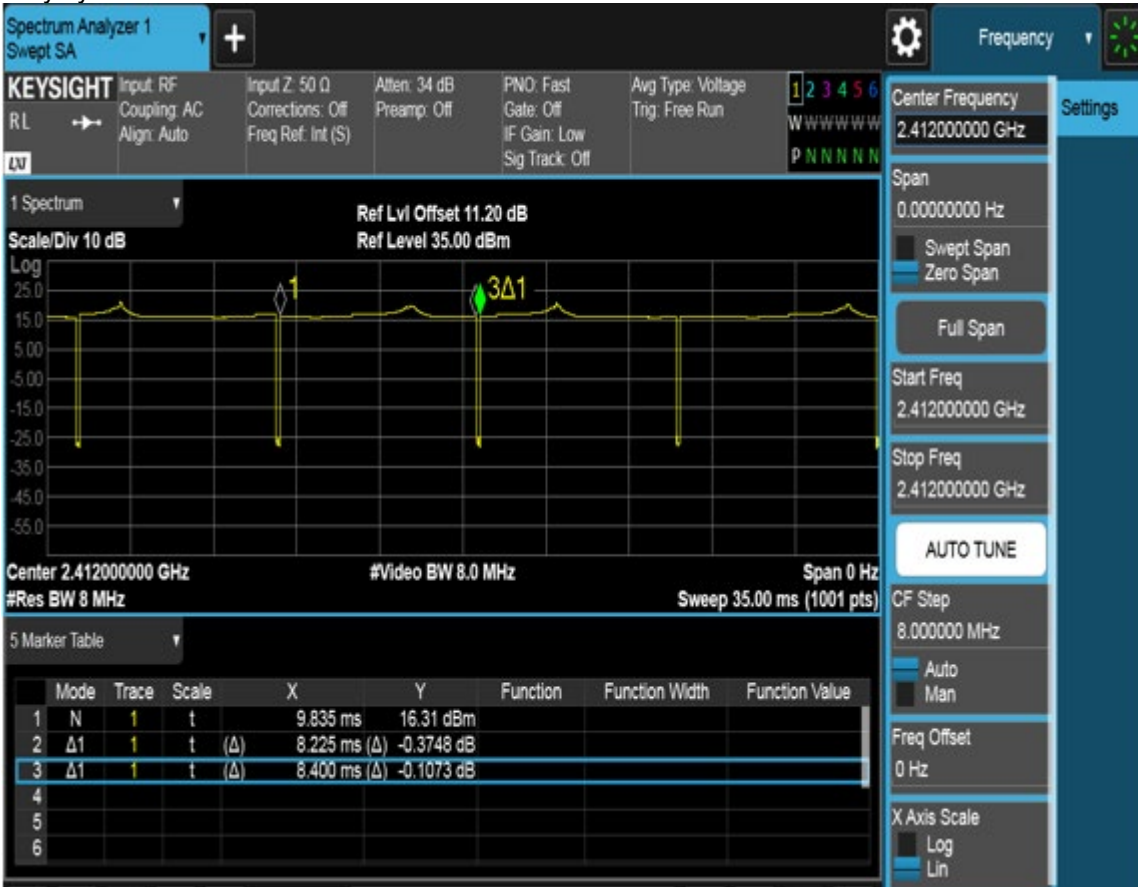 Spectrum Analyzer 1
Swept SA
+
Frequency
KEYSIGHT
RL
LXI
Input: RF
Coupling: AC
Align: Auto
Input Z: 50 Ω
Corrections: Off
Freq Ref: Int (S)
Atten: 34 dB
Preamp: Off
PNO: Fast
Gate: Off
IF Gain: Low
Sig Track: Off
Avg Type: Voltage
Trig: Free Run
1 2 3 4 5 6
W W W W W W
P N N N N N
Center Frequency
2.412000000 GHz
Settings
Span
0.00000000 Hz
Swept Span
Zero Span
Full Span
Start Freq
2.412000000 GHz
Stop Freq
2.412000000 GHz
AUTO TUNE
CF Step
8.000000 MHz
Auto
Man
Freq Offset
0 Hz
X Axis Scale
Log
Lin
1 Spectrum
Scale/Div 10 dB
Ref Lvl Offset 11.20 dB
Ref Level 35.00 dBm
Log
1
3Δ1
25.0
15.0
5.00
-5.00
-15.0
-25.0
-35.0
-45.0
-55.0
Center 2.412000000 GHz #Video BW 8.0 MHz Span 0 Hz
#Res BW 8 MHz Sweep 35.00 ms (1001 pts)
5 Marker Table
Mode Trace Scale X Y Function Function Width Function Value
1 N 1 t 9.835 ms 16.31 dBm
2 Δ1 1 t (Δ) 8.225 ms (Δ) -0.3748 dB
3 Δ1 1 t (Δ) 8.400 ms (Δ) -0.1073 dB
4
5
6